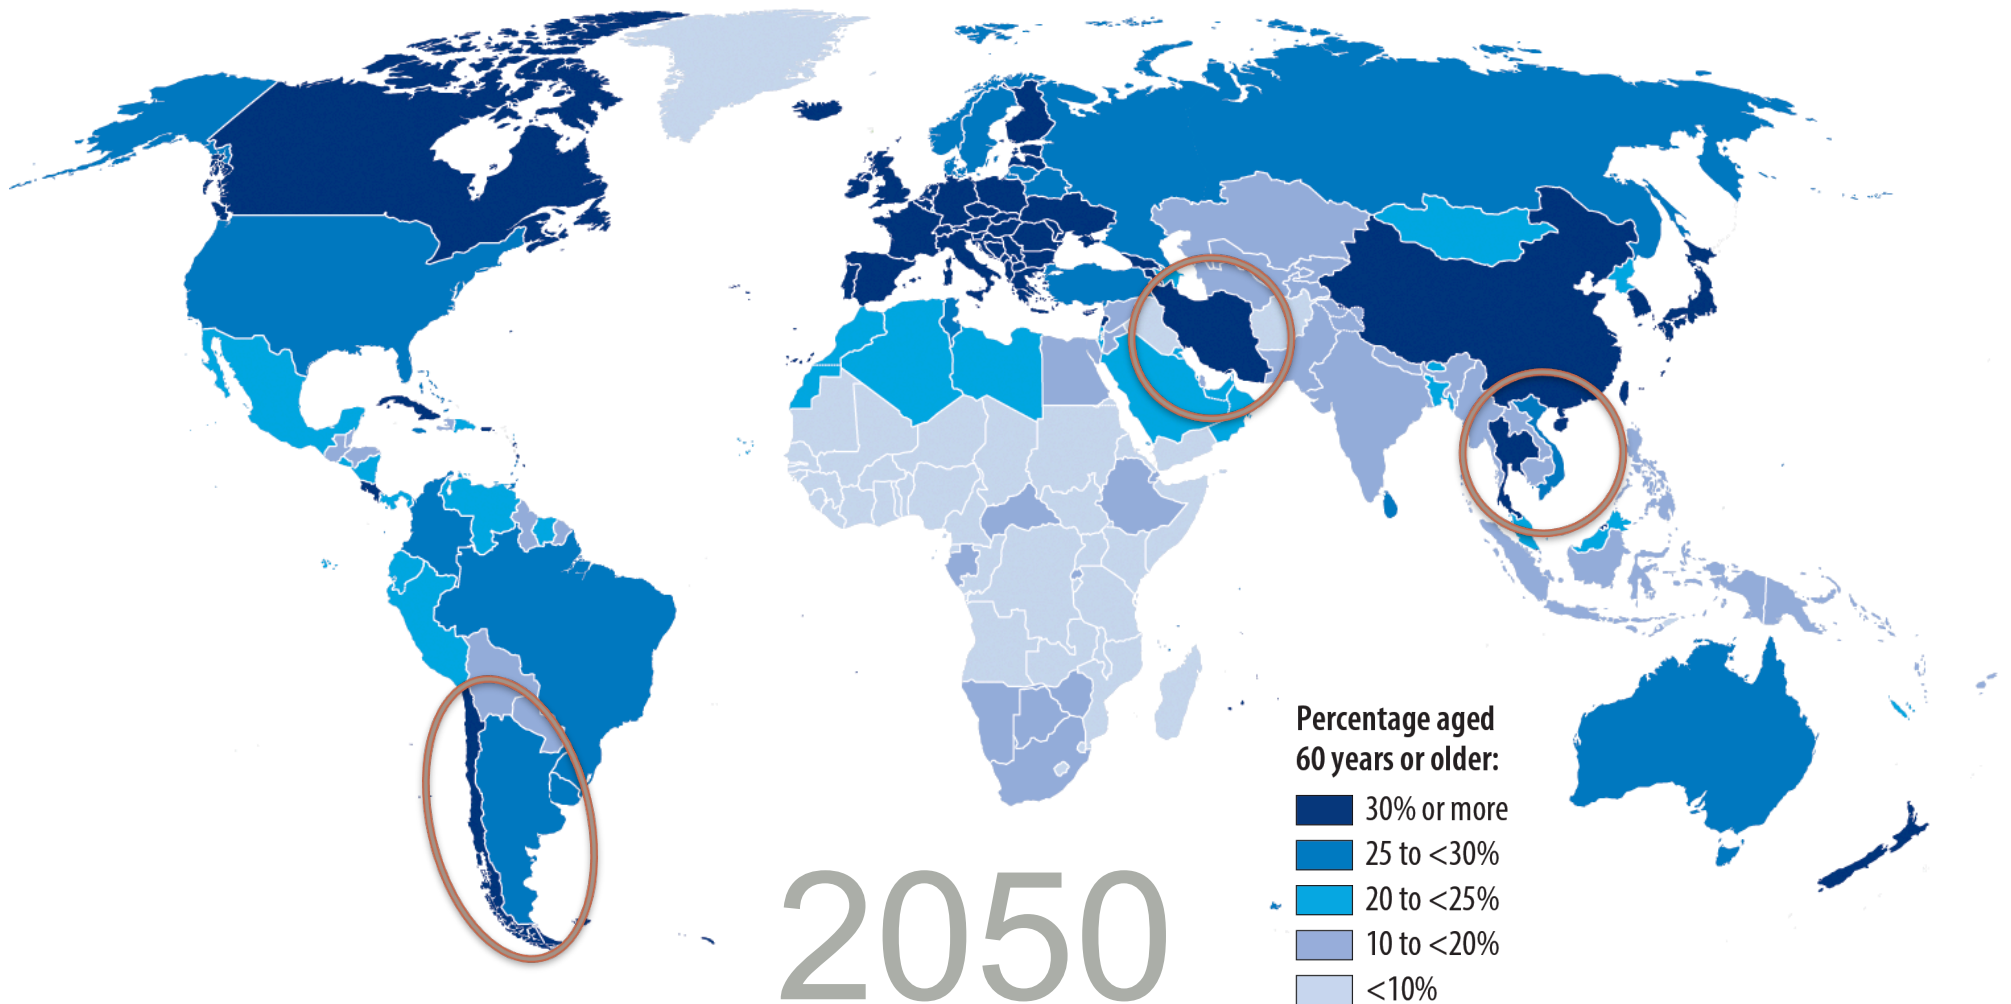 2050
Percentage aged
60 years or older:
30% or more
25 to <30%
20 to <25%
10 to <20%
<10%